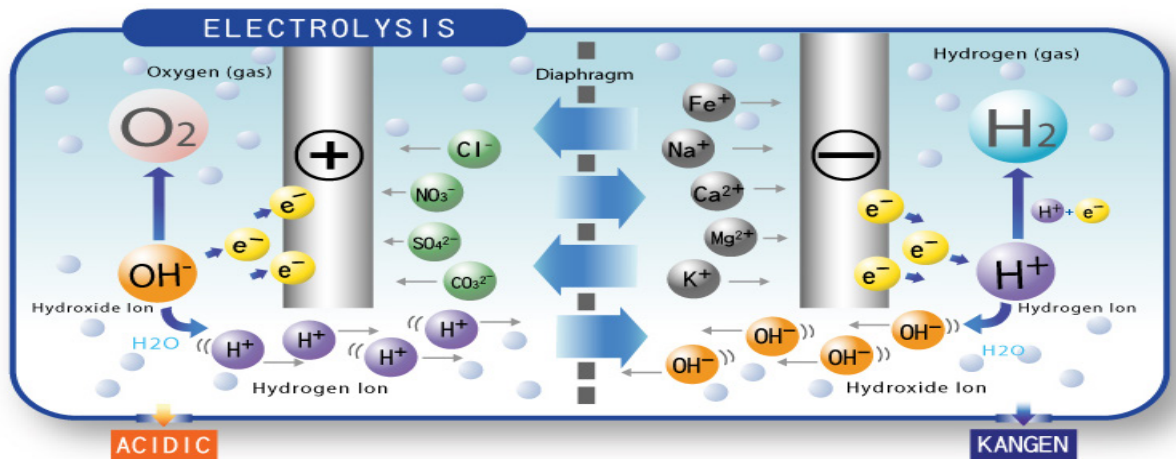 ELECTROLYSIS
Oxygen (gas)
O2
+
Cl⁻
NO₃⁻
SO₄²⁻
CO₃²⁻
e⁻
e⁻
e⁻
OH⁻
Hydroxide Ion
H2O
H⁺
H⁺
H⁺
H⁺
Hydrogen Ion
ACIDIC
Diaphragm
Fe⁺
Na⁺
Ca²⁺
Mg²⁺
K⁺
−
Hydrogen (gas)
H2
H⁺ + e⁻
e⁻
e⁻
e⁻
H⁺
Hydrogen Ion
H2O
OH⁻
OH⁻
OH⁻
OH⁻
Hydroxide Ion
KANGEN